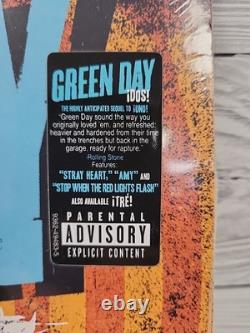 GREEN DAY
¡DOS!
THE HIGHLY ANTICIPATED SEQUEL TO ¡UNO!
"Green Day sound the way you
originally loved 'em, and refreshed:
heavier and hardened from their time
in the trenches but back in the
garage, ready for rapture."
-Rolling Stone
Features:
"STRAY HEART," "AMY" AND
"STOP WHEN THE RED LIGHTS FLASH"
ALSO AVAILABLE ¡TRÉ!
PARENTAL
ADVISORY
EXPLICIT CONTENT